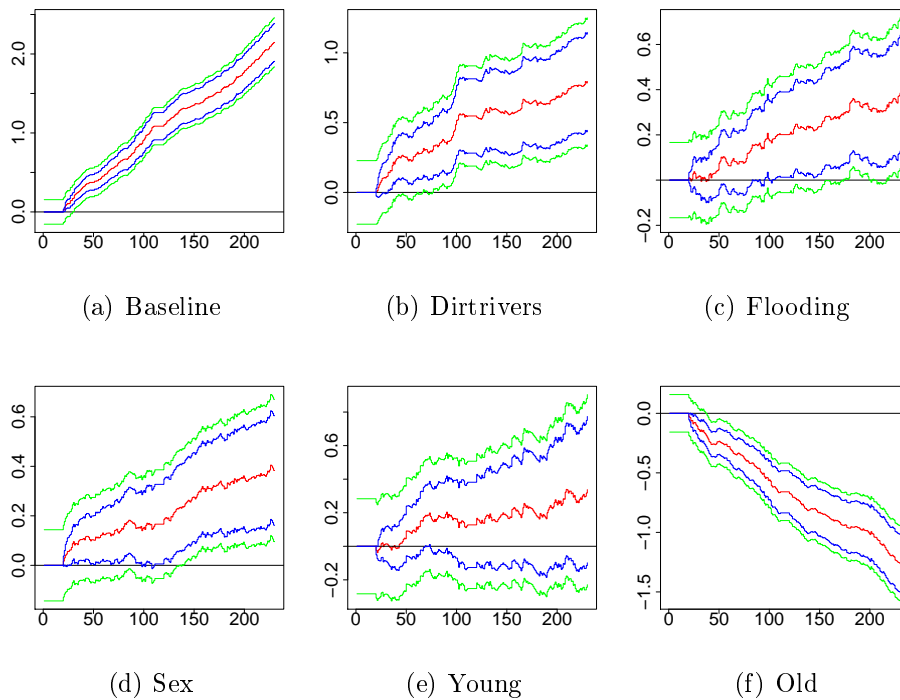 0.0 1.0 2.0
0 50 100 150 200
(a) Baseline
0.0 0.5 1.0
0 50 100 150 200
(b) Dirtrivers
−0.2 0.2 0.6
0 50 100 150 200
(c) Flooding
0.0 0.2 0.4 0.6
0 50 100 150 200
(d) Sex
−0.2 0.2 0.6
0 50 100 150 200
(e) Young
−1.5 −1.0 −0.5 0.0
0 50 100 150 200
(f) Old